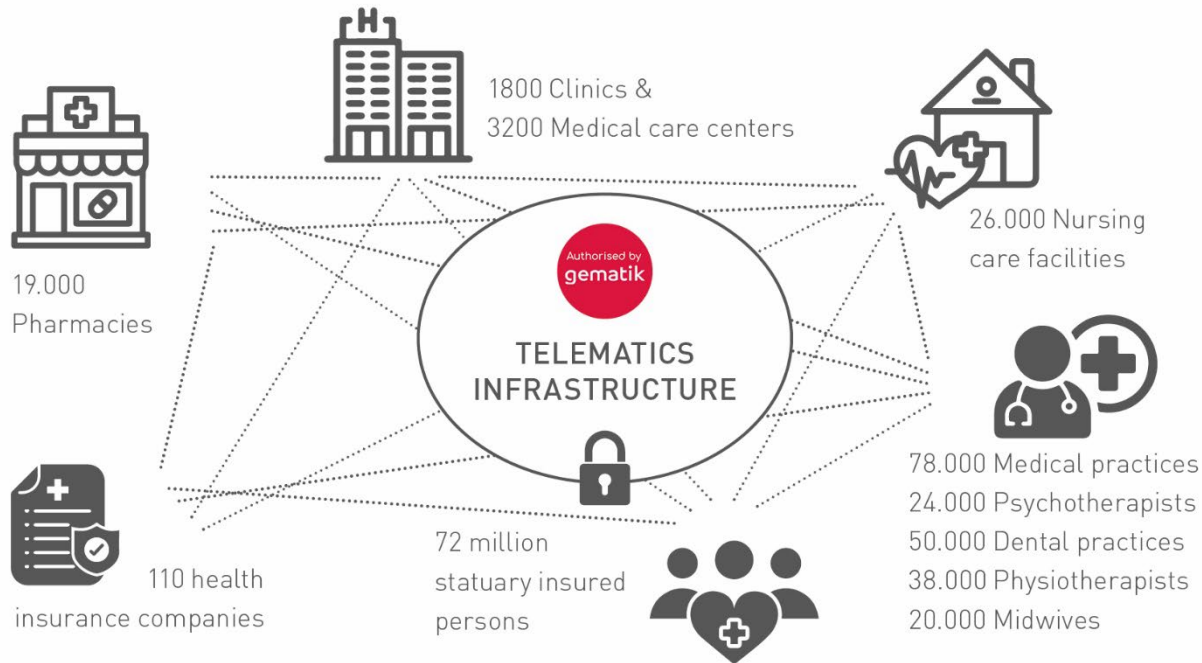 H
1800 Clinics &
3200 Medical care centers
19.000
Pharmacies
26.000 Nursing
care facilities
Authorised by
gematik
TELEMATICS
INFRASTRUCTURE
78.000 Medical practices
24.000 Psychotherapists
50.000 Dental practices
38.000 Physiotherapists
20.000 Midwives
110 health
insurance companies
72 million
statuary insured
persons